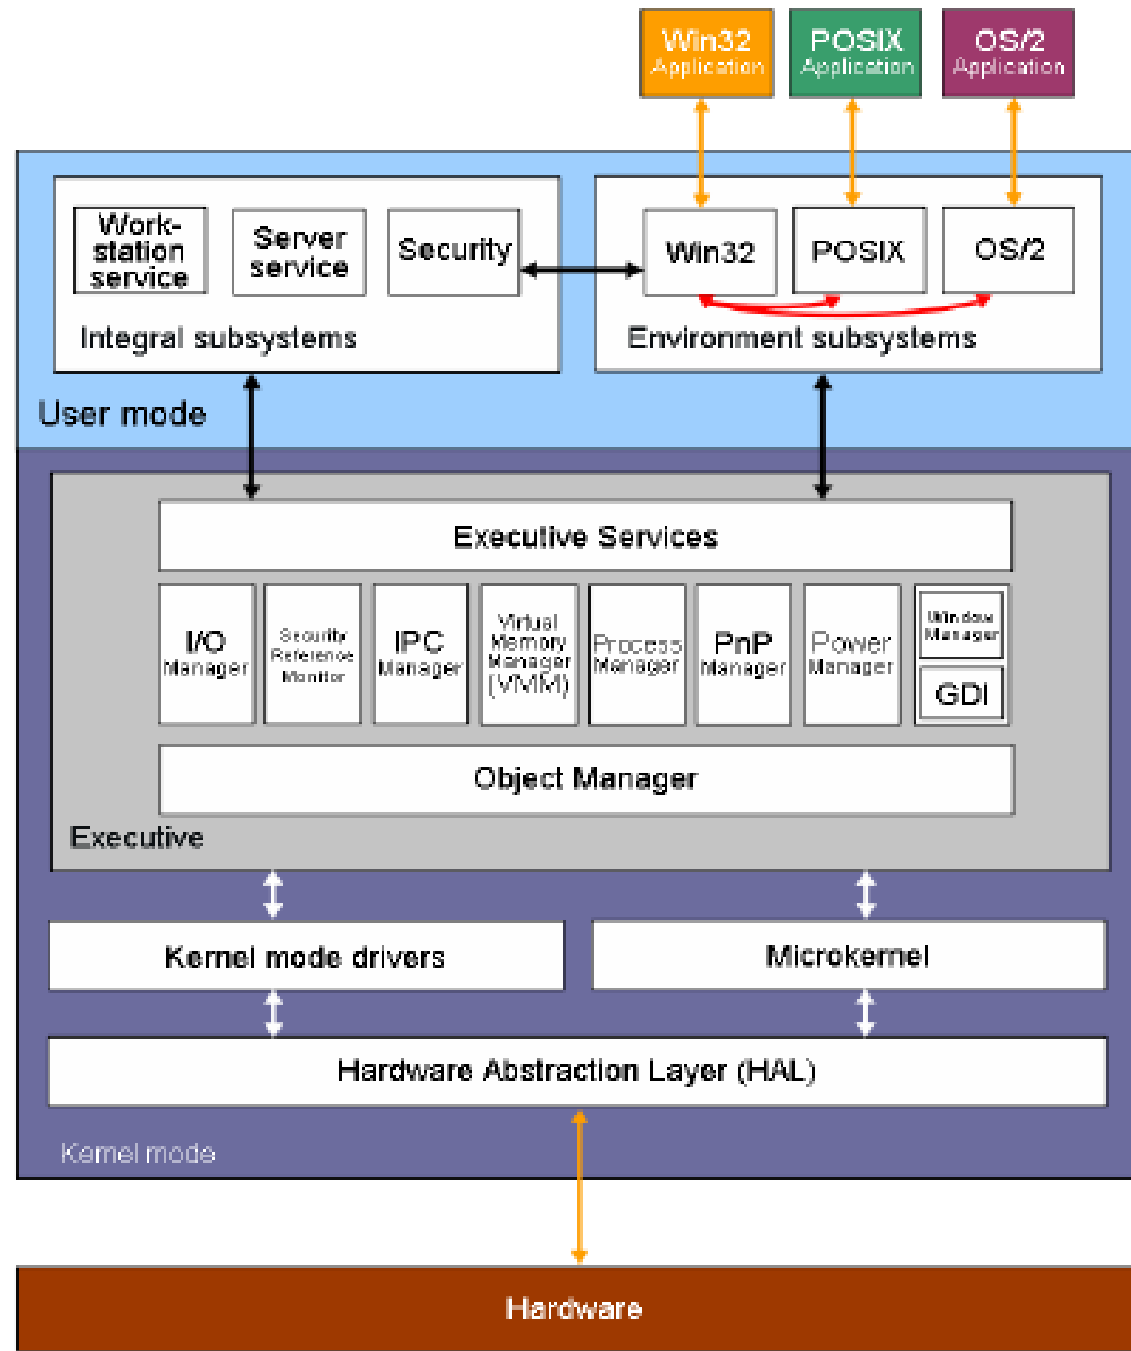 Win32
Application
POSIX
Application
OS/2
Application
Work-
station
service
Server
service
Security
Integral subsystems
Win32
POSIX
OS/2
Environment subsystems
User mode
Executive Services
I/O
Manager
Security
Reference
Monitor
IPC
Manager
Virtual
Memory
Manager
(VMM)
Process
Manager
PnP
Manager
Power
Manager
Window
Manager
GDI
Object Manager
Executive
Kernel mode drivers
Microkernel
Hardware Abstraction Layer (HAL)
Kernel mode
Hardware